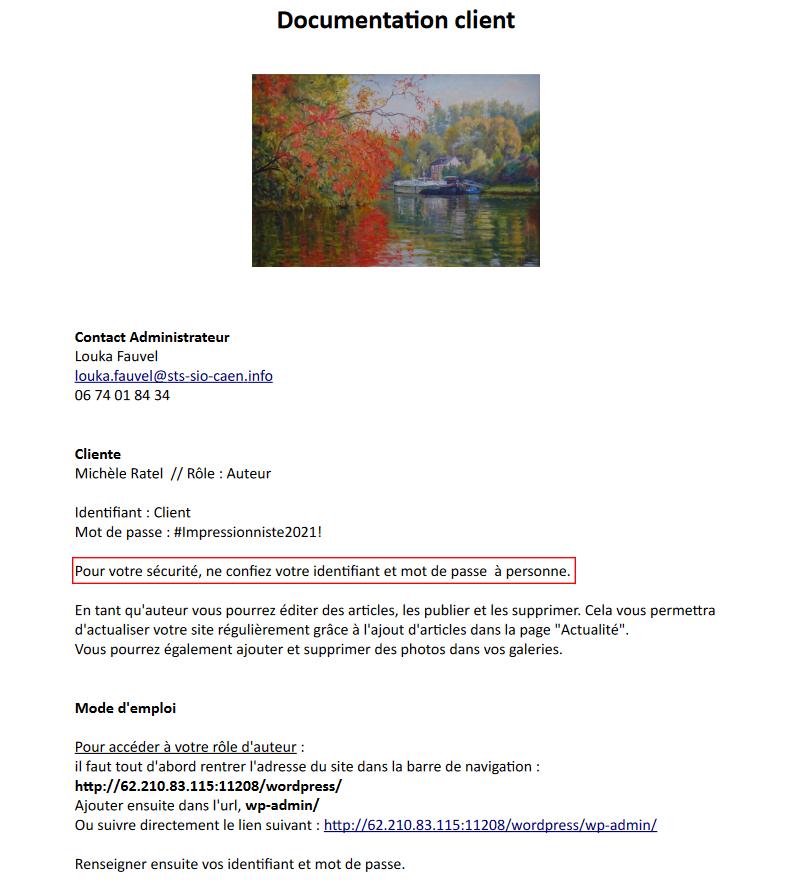 Documentation client
Contact Administrateur
Louka Fauvel
louka.fauvel@sts-sio-caen.info
06 74 01 84 34
Cliente
Michèle Ratel // Rôle : Auteur
Identifiant : Client
Mot de passe : #Impressionniste2021!
Pour votre sécurité, ne confiez votre identifiant et mot de passe à personne.
En tant qu'auteur vous pourrez éditer des articles, les publier et les supprimer. Cela vous permettra
d'actualiser votre site régulièrement grâce à l'ajout d'articles dans la page "Actualité".
Vous pourrez également ajouter et supprimer des photos dans vos galeries.
Mode d'emploi
Pour accéder à votre rôle d'auteur :
il faut tout d'abord rentrer l'adresse du site dans la barre de navigation :
http://62.210.83.115:11208/wordpress/
Ajouter ensuite dans l'url, wp-admin/
Ou suivre directement le lien suivant : http://62.210.83.115:11208/wordpress/wp-admin/
Renseigner ensuite vos identifiant et mot de passe.